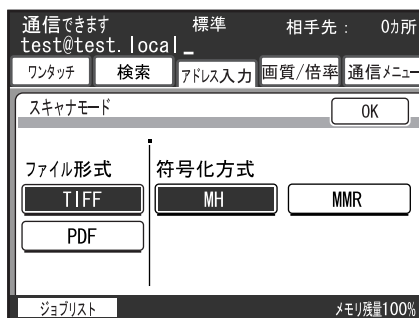 通信できます 標準 相手先： 0カ所
test@test.local_
ワンタッチ 検索 アドレス入力 画質/倍率 通信メニュー
スキャナモード OK
ファイル形式 符号化方式
TIFF MH MMR
PDF
ジョブリスト メモリ残量100%